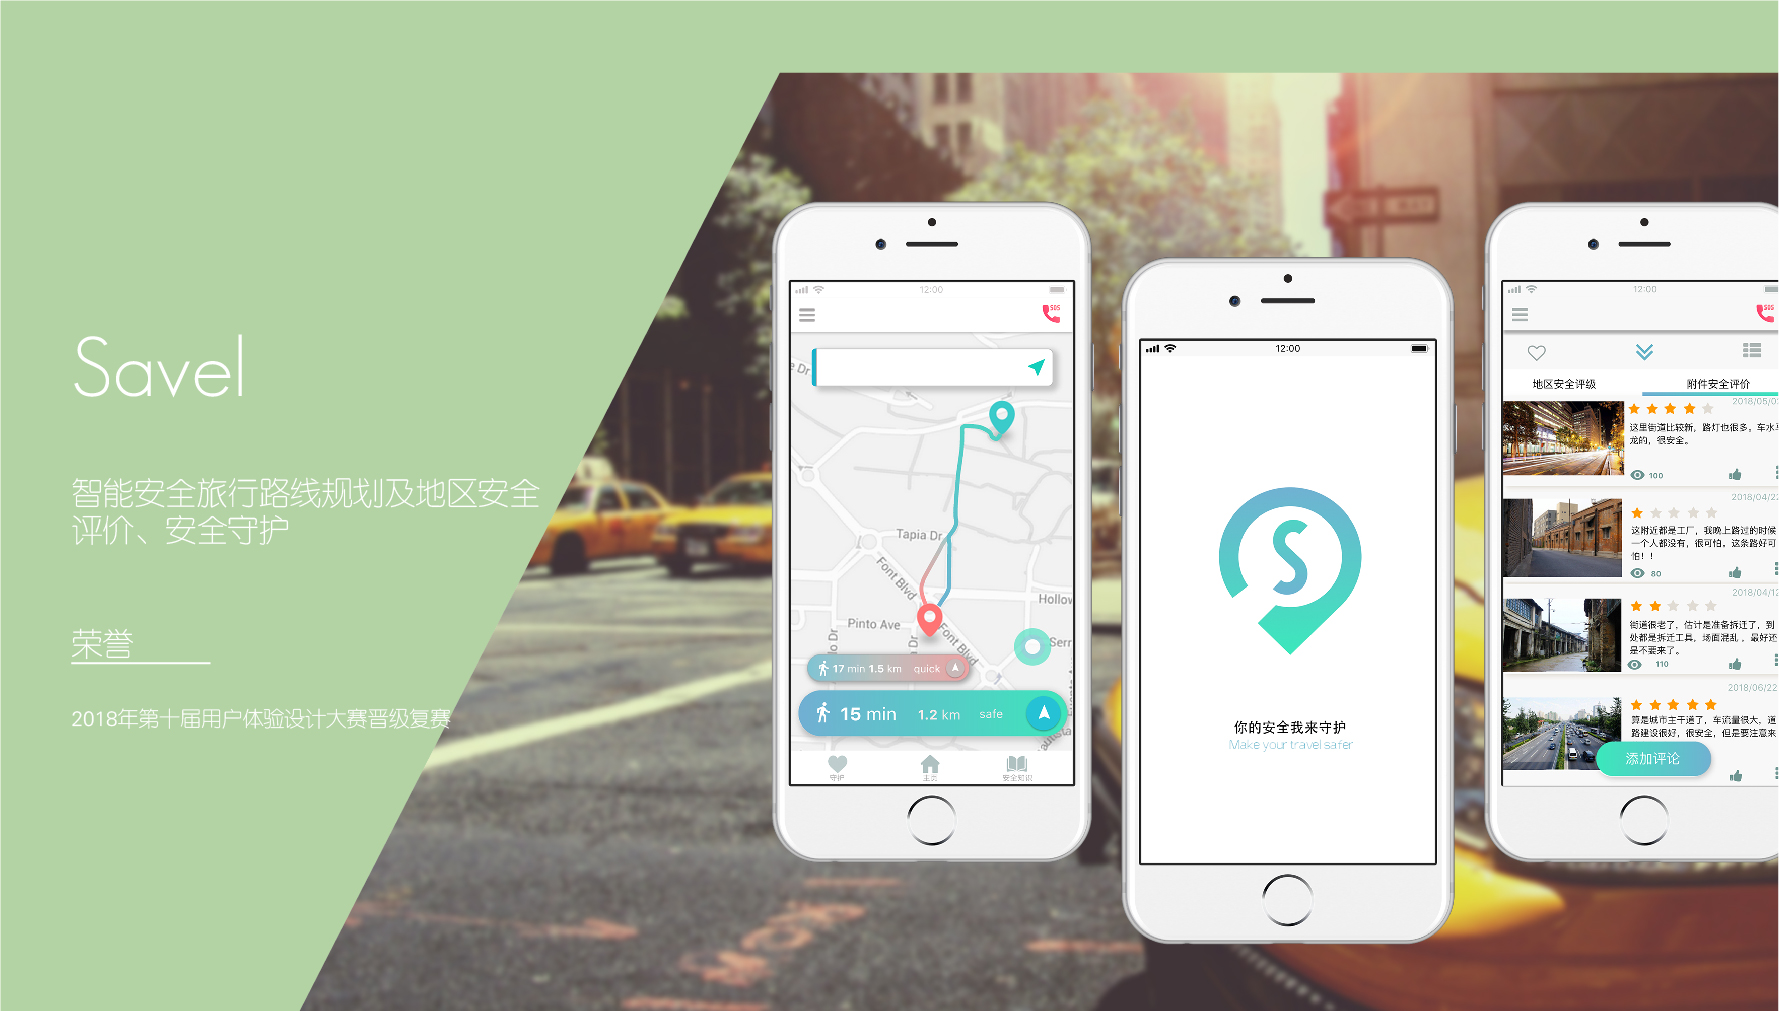 Savel
智能安全旅行路线规划及地区安全
评价、安全守护
荣誉
2018年第十届用户体验设计大赛晋级复赛
12:00
SOS
Dr
Tapia Dr
Font Blvd
Hollow
Pinto Ave
Font Blvd
Serr
Dr
Dr
17 min 1.5 km quick
15 min 1.2 km safe
守护
主页
安全知识
12:00
S
你的安全我来守护
Make your travel safer
12:00
SOS
地区安全评级 附件安全评价
2018/05/0
这里街道比较新，路灯也很多。车水
龙的，很安全。
100
2018/04/2
这附近都是工厂，我晚上路过的时候
一个人都没有，很可怕。这条路好可
怕！！
80
2018/04/12
街道很老了，估计是准备拆迁了，到
处都是拆迁工具，场面混乱，最好还
是不要来了。
110
2018/06/22
算是城市主干道了，车流量很大，道
路建设很好，很安全，但是要注意来
添加评论